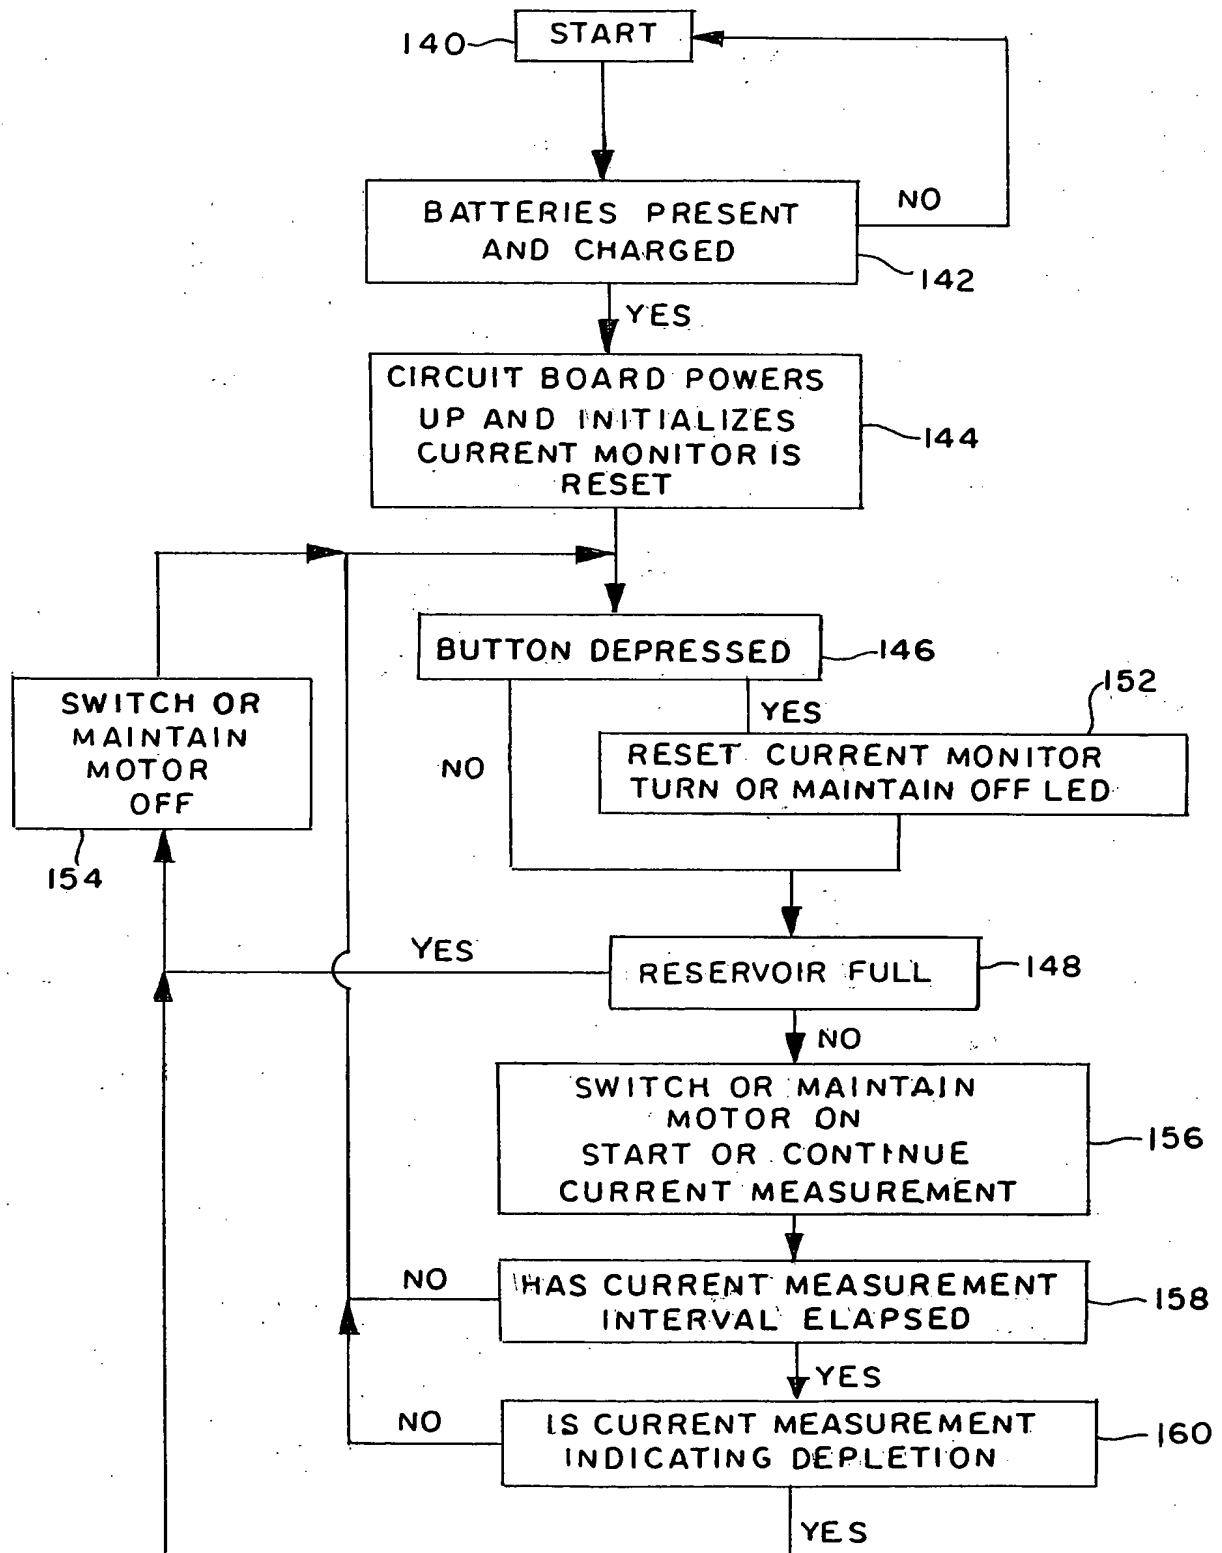 START
140
BATTERIES PRESENT
AND CHARGED
NO
142
YES
CIRCUIT BOARD POWERS
UP AND INITIALIZES
CURRENT MONITOR IS
RESET
144
BUTTON DEPRESSED
146
152
SWITCH OR
MAINTAIN
MOTOR
OFF
154
YES
NO
RESET CURRENT MONITOR
TURN OR MAINTAIN OFF LED
YES
RESERVOIR FULL
148
NO
SWITCH OR MAINTAIN
MOTOR ON
START OR CONTINUE
CURRENT MEASUREMENT
156
NO
HAS CURRENT MEASUREMENT
INTERVAL ELAPSED
158
YES
NO
IS CURRENT MEASUREMENT
INDICATING DEPLETION
160
YES